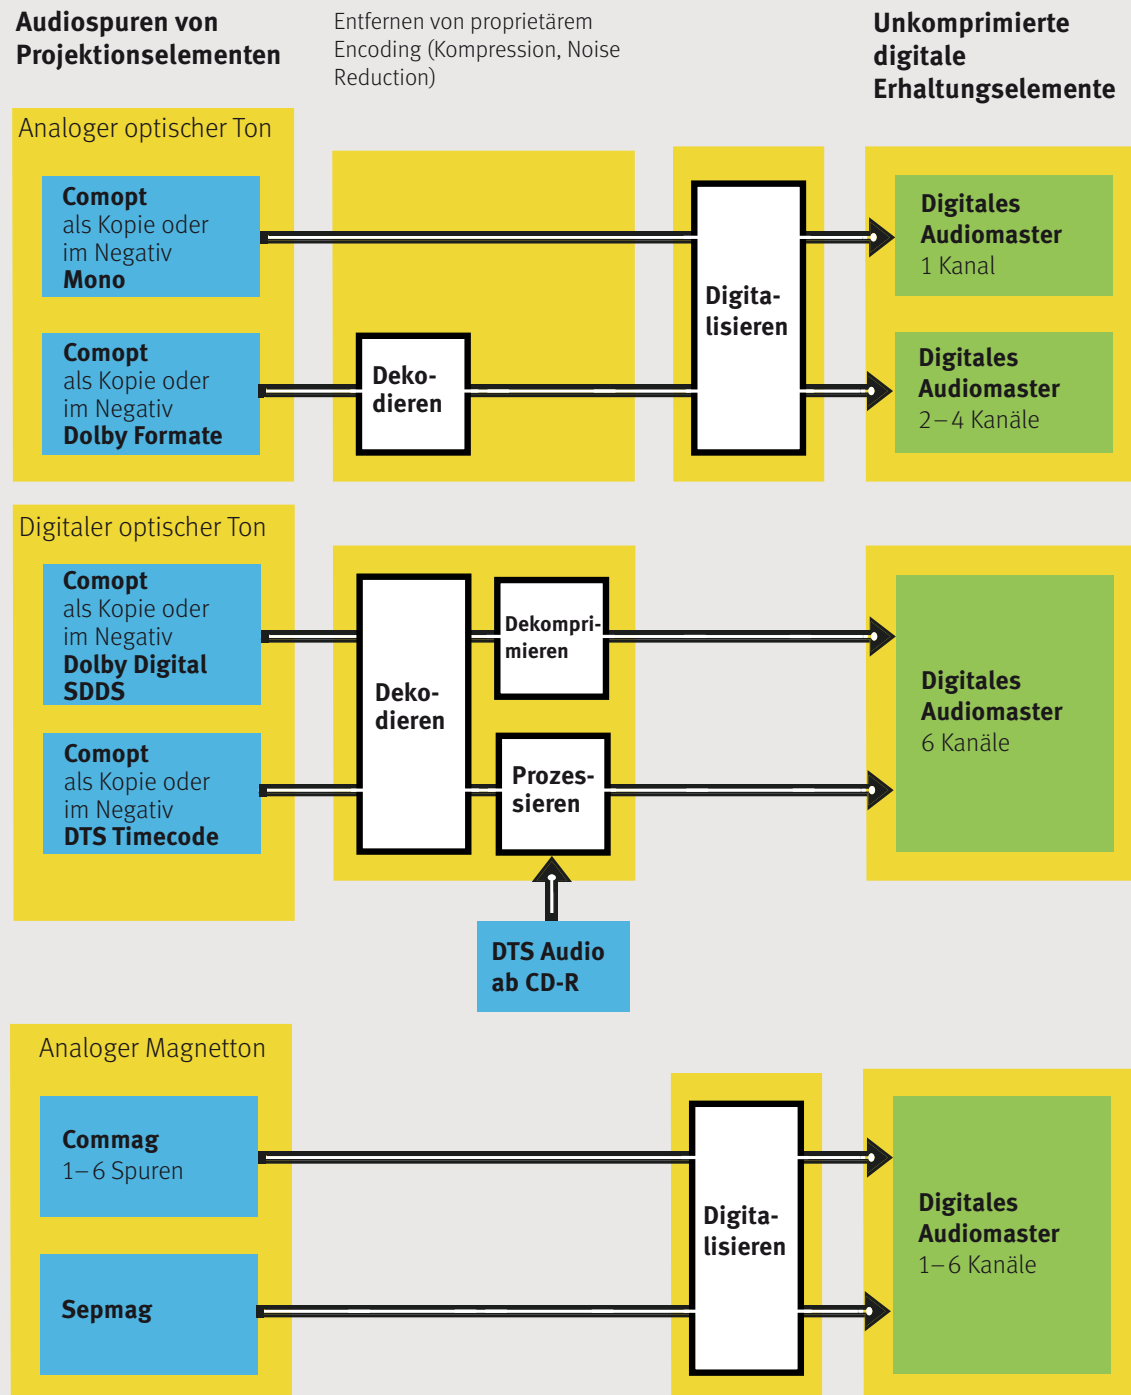 Audiospuren von
Projektionselementen
Entfernen von proprietärem
Encoding (Kompression, Noise
Reduction)
Unkomprimierte
digitale
Erhaltungselemente
Analoger optischer Ton
Comopt
als Kopie oder
im Negativ
Mono
Comopt
als Kopie oder
im Negativ
Dolby Formate
Deko-
dieren
Digita-
lisieren
Digitales
Audiomaster
1 Kanal
Digitales
Audiomaster
2–4 Kanäle
Digitaler optischer Ton
Comopt
als Kopie oder
im Negativ
Dolby Digital
SDDS
Comopt
als Kopie oder
im Negativ
DTS Timecode
Deko-
dieren
Dekompri-
mieren
Prozes-
sieren
DTS Audio
ab CD-R
Digitales
Audiomaster
6 Kanäle
Analoger Magnetton
Commag
1–6 Spuren
Sepmag
Digita-
lisieren
Digitales
Audiomaster
1–6 Kanäle